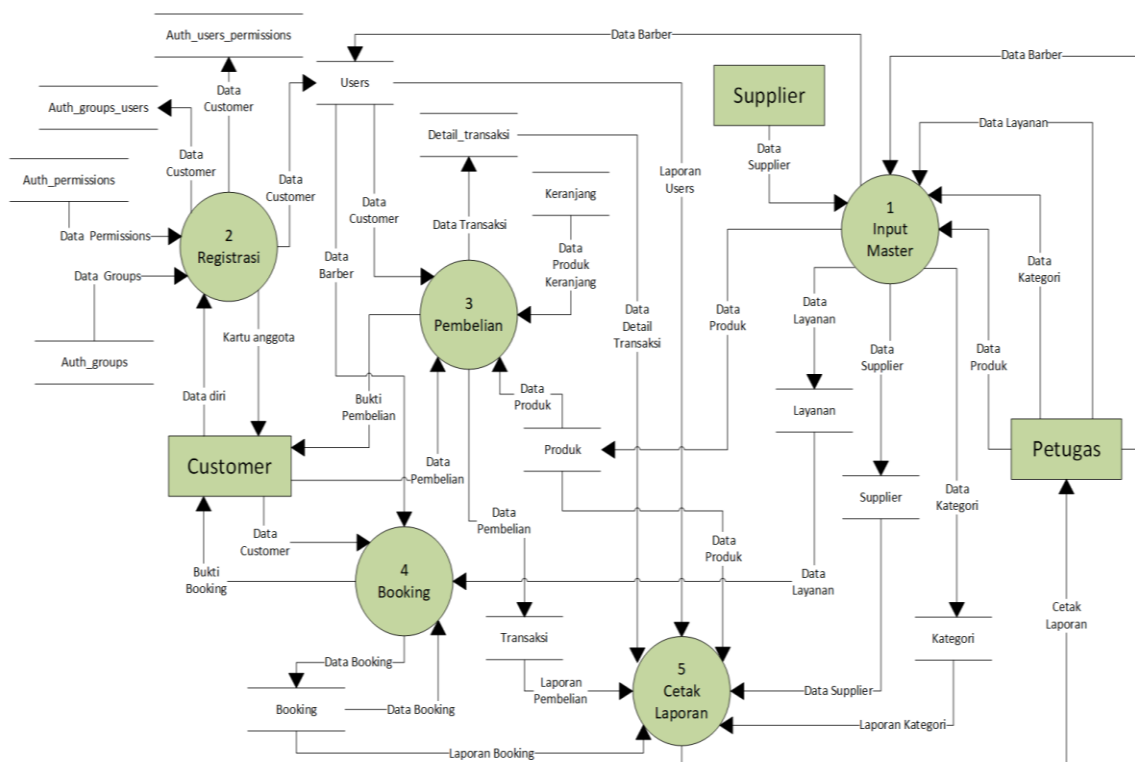 Auth_users_permissions
Data Barber
Data Barber
Users
Supplier
Auth_groups_users
Data
Customer
Data Layanan
Detail_transaksi
Data
Customer
Data
Supplier
Laporan
Users
Auth_permissions
Data
Customer
Keranjang
1
Input
Master
Data
Customer
Data Transaksi
Data Permissions
2
Registrasi
Data
Barber
Data
Produk
Keranjang
Data
Kategori
Data Groups
3
Pembelian
Data
Detail
Transaksi
Data
Produk
Data
Layanan
Data
Kategori
Kartu anggota
Data
Supplier
Data
Produk
Auth_groups
Data diri
Bukti
Pembelian
Data
Produk
Layanan
Produk
Customer
Petugas
Data
Pembelian
Supplier
Data
Kategori
Data
Pembelian
Data
Customer
Data
Produk
Bukti
Booking
4
Booking
Data
Layanan
Cetak
Laporan
Transaksi
Kategori
Data Booking
5
Cetak
Laporan
Laporan
Pembelian
Data Supplier
Booking
Data Booking
Laporan Kategori
Laporan Booking